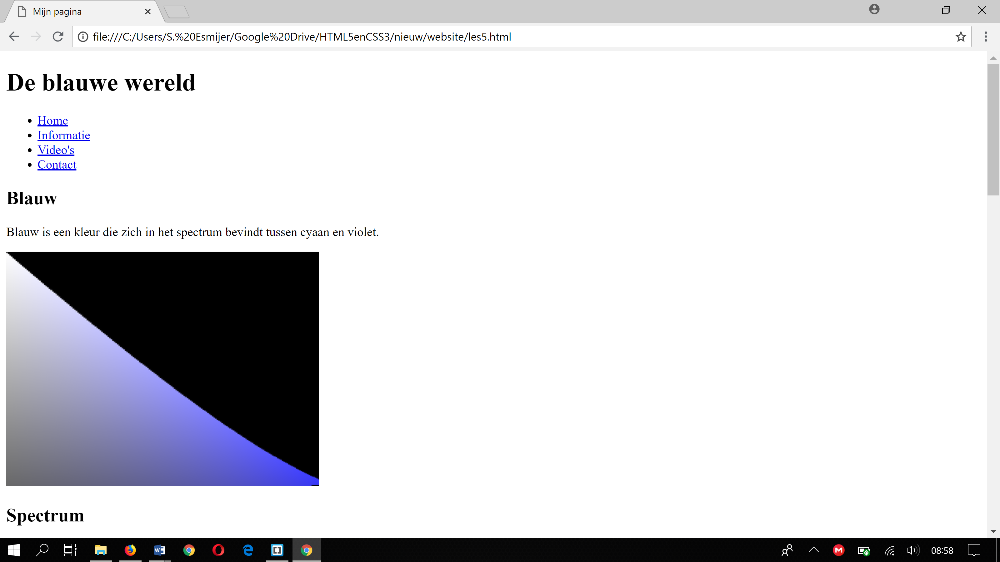 Mijn pagina
file:///C:/Users/S.%20Esmijer/Google%20Drive/HTML5enCSS3/nieuw/website/les5.html
De blauwe wereld
Home
Informatie
Video's
Contact
Blauw
Blauw is een kleur die zich in het spectrum bevindt tussen cyaan en violet.
Spectrum
08:58